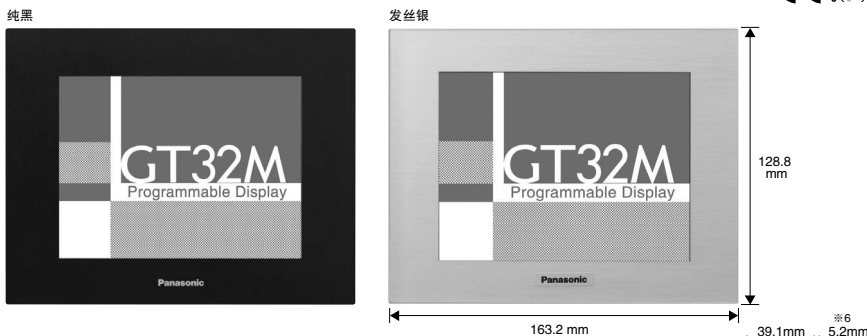 纯黑
发丝银
GT32M
Programmable Display
Panasonic
GT32M
Programmable Display
Panasonic
128.8
mm
163.2 mm
※6
39.1mm
5.2mm